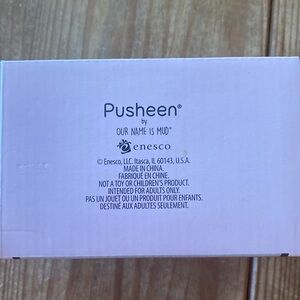 Pusheen®
by
OUR NAME IS MUD®
enesco®
© Enesco, LLC. Itasca, IL 60143, U.S.A.
MADE IN CHINA.
FABRIQUÉ EN CHINE.
NOT A TOY OR CHILDREN'S PRODUCT.
INTENDED FOR ADULTS ONLY.
PAS UN JOUET OU UN PRODUIT POUR ENFANTS.
DESTINÉ AUX ADULTES SEULEMENT.